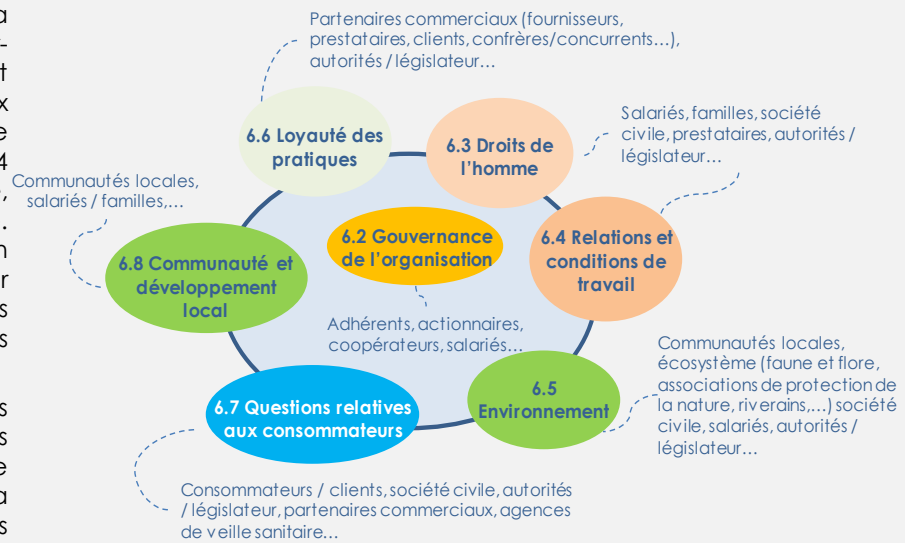 a
-
t
x
e
4
,
.
n
r
s
s
s
s
e
a
s
Partenaires commerciaux (fournisseurs,
prestataires, clients, confrères/concurrents…),
autorités / législateur…
6.6 Loyauté des
pratiques
6.3 Droits de
l’homme
Salariés, familles, société
civile, prestataires, autorités /
législateur…
Communautés locales,
salariés / familles,…
6.2 Gouvernance
de l’organisation
6.4 Relations et
conditions de
travail
6.8 Communauté et
développement
local
Adhérents, actionnaires,
coopérateurs, salariés…
Communautés locales,
écosystème (faune et flore,
associations de protection de
la nature, riverains,…) société
civile, salariés, autorités /
législateur…
6.5
Environnement
6.7 Questions relatives
aux consommateurs
Consommateurs / clients, société civile, autorités
/ législateur, partenaires commerciaux, agences
de veille sanitaire…